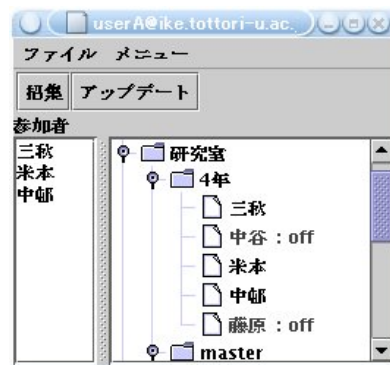 userA@ike.tottori-u.ac.
ファイル メニュー
招集 アップデート
参加者
三秋
米本
中邨
研究室
4年
三秋
中谷：off
米本
中邨
藤原：off
master